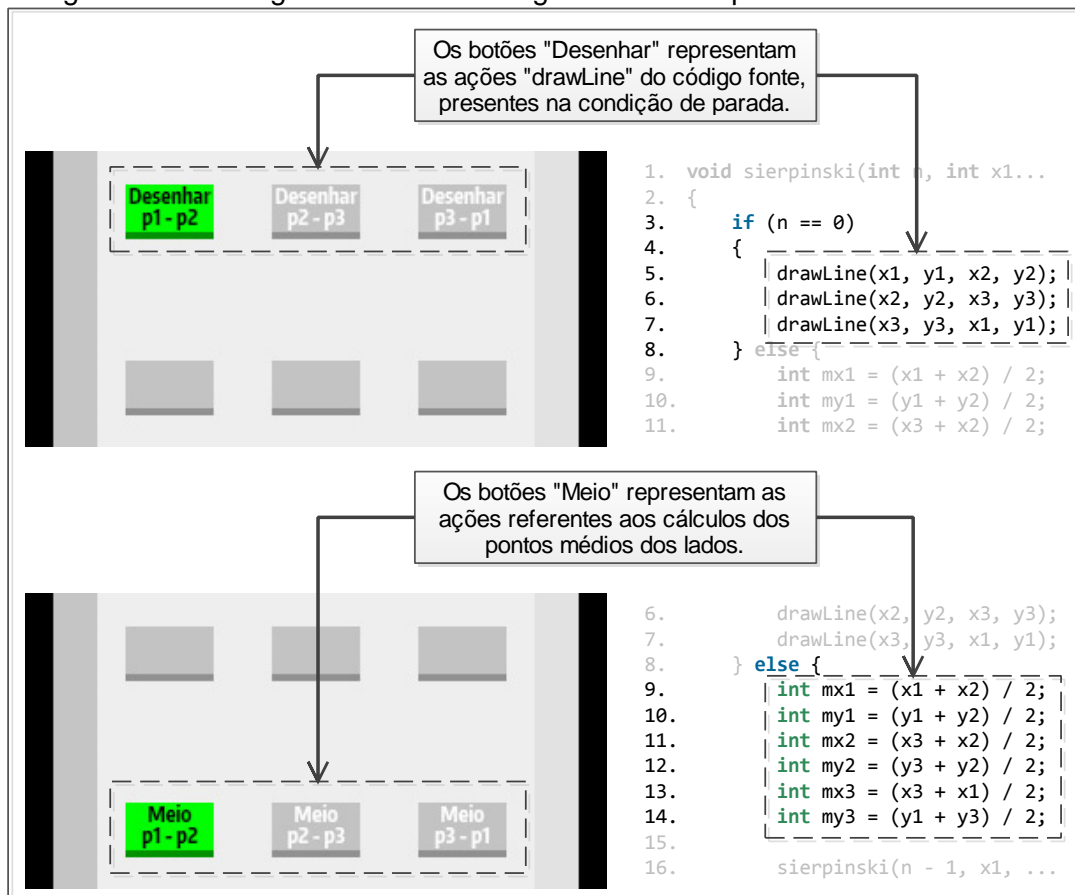 Os botões "Desenhar" representam
as ações "drawLine" do código fonte,
presentes na condição de parada.
Desenhar
p1 - p2
Desenhar
p2 - p3
Desenhar
p3 - p1
1. void sierpinski(int n, int x1...
2. {
3. if (n == 0)
4. {
5. drawLine(x1, y1, x2, y2);
6. drawLine(x2, y2, x3, y3);
7. drawLine(x3, y3, x1, y1);
8. } else {
9. int mx1 = (x1 + x2) / 2;
10. int my1 = (y1 + y2) / 2;
11. int mx2 = (x3 + x2) / 2;
Os botões "Meio" representam as
ações referentes aos cálculos dos
pontos médios dos lados.
Meio
p1 - p2
Meio
p2 - p3
Meio
p3 - p1
6. drawLine(x2, y2, x3, y3);
7. drawLine(x3, y3, x1, y1);
8. } else {
9. int mx1 = (x1 + x2) / 2;
10. int my1 = (y1 + y2) / 2;
11. int mx2 = (x3 + x2) / 2;
12. int my2 = (y3 + y2) / 2;
13. int mx3 = (x3 + x1) / 2;
14. int my3 = (y1 + y3) / 2;
15.
16. sierpinski(n - 1, x1, ...